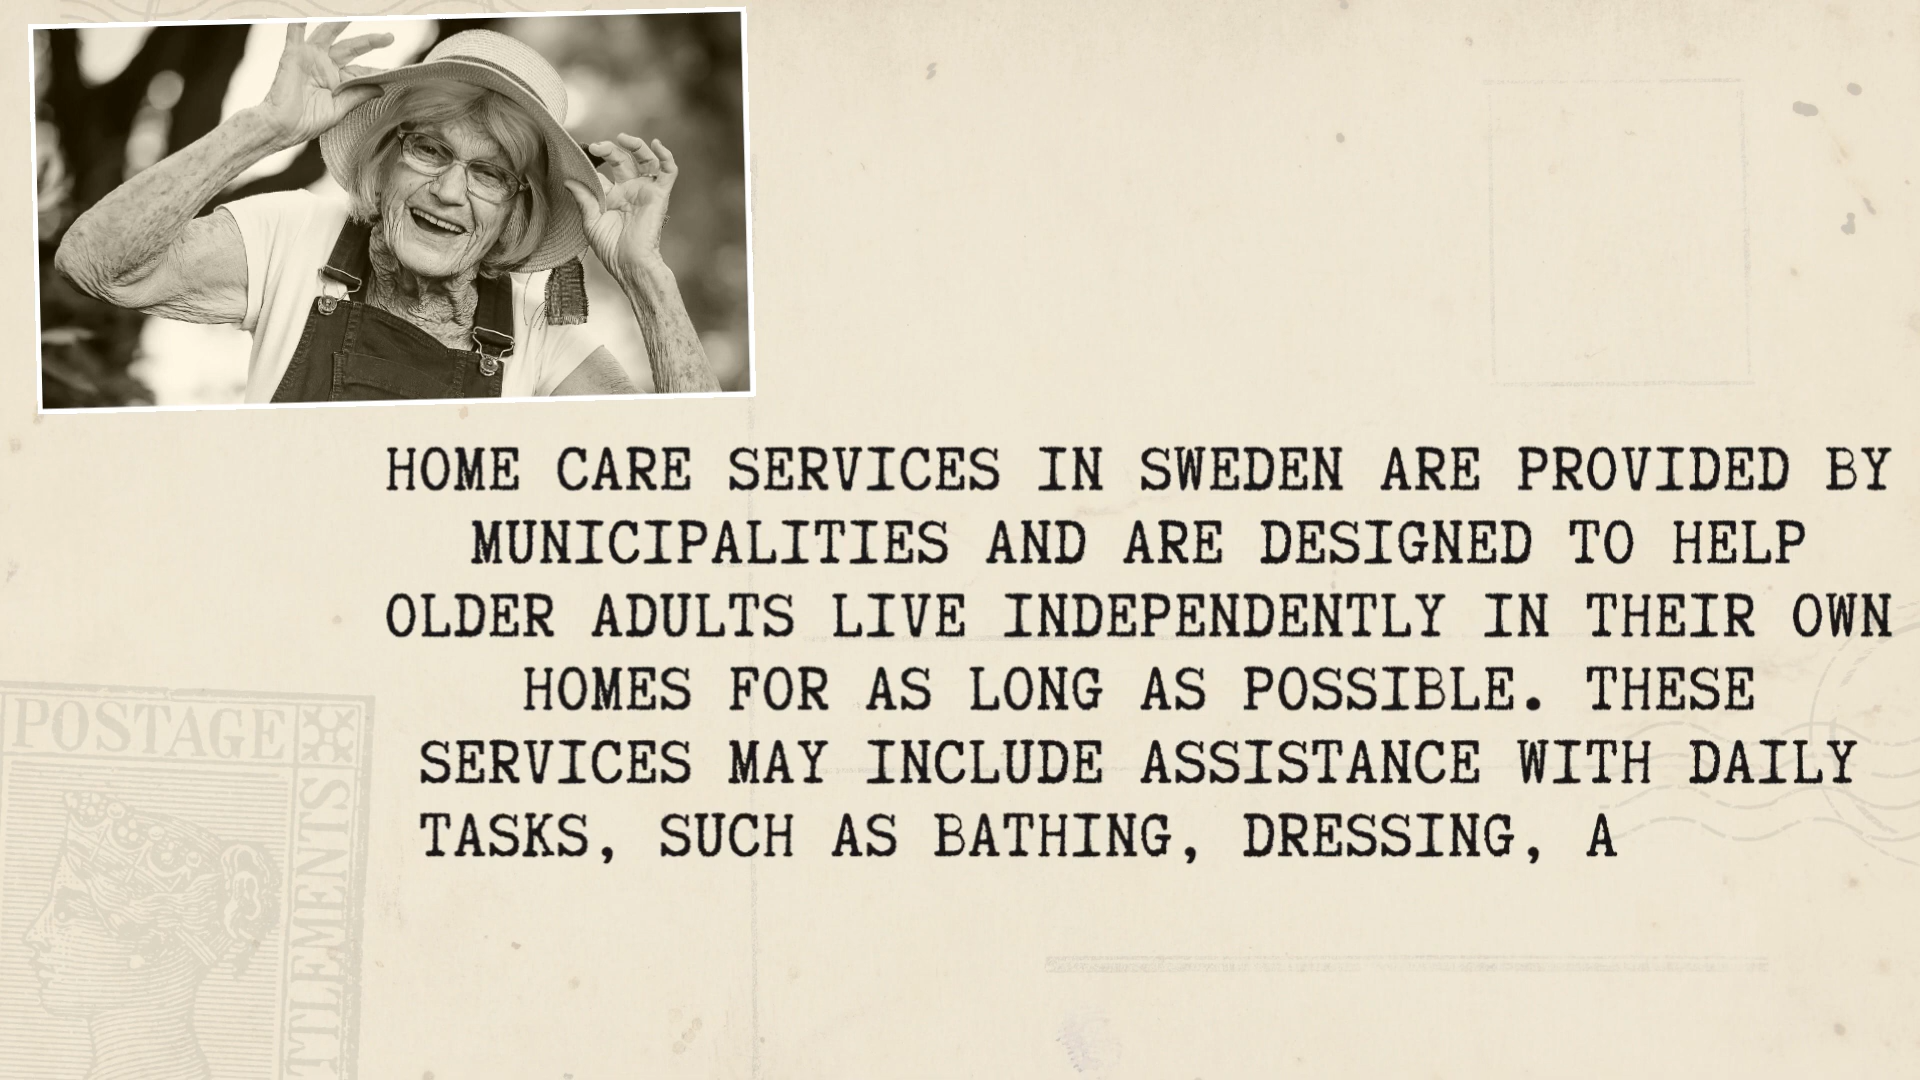 HOME CARE SERVICES IN SWEDEN ARE PROVIDED BY
MUNICIPALITIES AND ARE DESIGNED TO HELP
OLDER ADULTS LIVE INDEPENDENTLY IN THEIR OWN
HOMES FOR AS LONG AS POSSIBLE. THESE
SERVICES MAY INCLUDE ASSISTANCE WITH DAILY
TASKS, SUCH AS BATHING, DRESSING, A
POSTAGE
TTLEMENTS